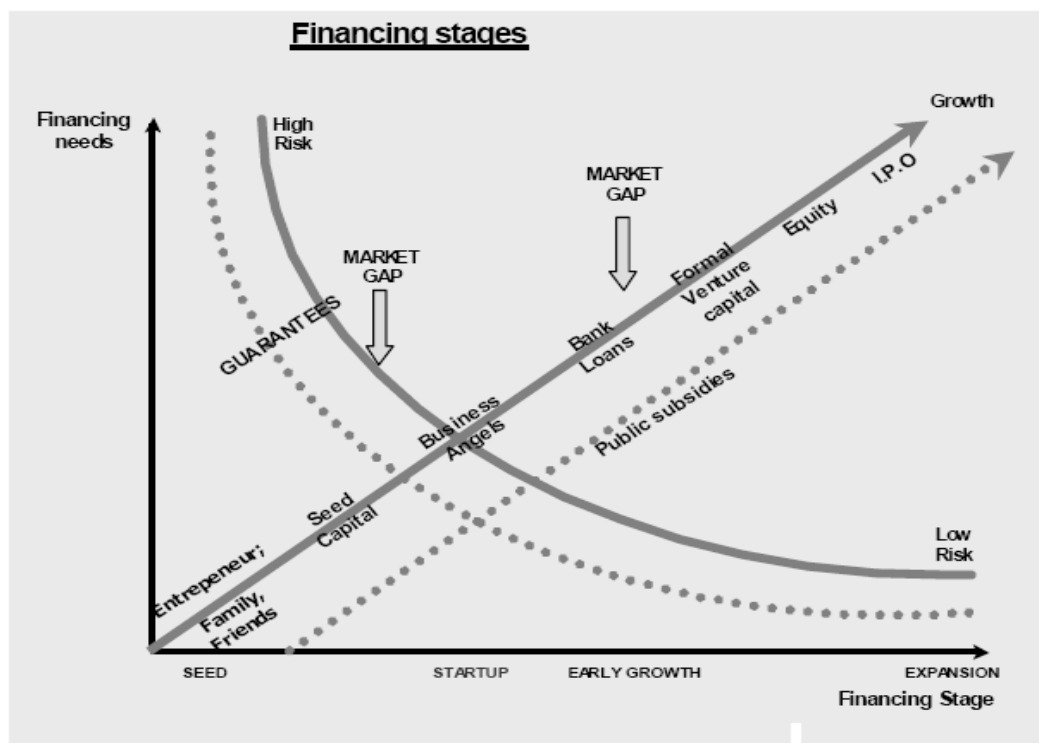 Financing stages
Growth
Financing
needs
High
Risk
I.P.O
MARKET
GAP
Equity
MARKET
GAP
Formal
Venture
capital
GUARANTEES
Bank
Loans
Public subsidies
Business
Angels
Seed
Capital
Low
Risk
Entrepeneur;
Family,
Friends
SEED
STARTUP
EARLY GROWTH
EXPANSION
Financing Stage